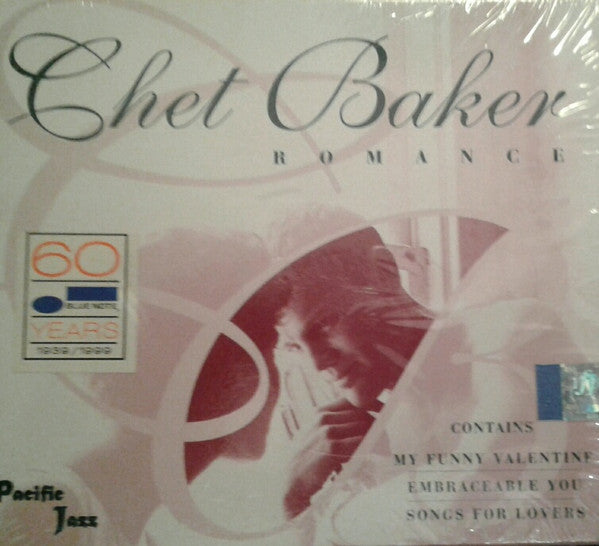 Chet Baker
ROMANCE
60
BLUE NOTE
YEARS
1939/1999
CONTAINS
MY FUNNY VALENTINE
EMBRACEABLE YOU
SONGS FOR LOVERS
Pacific
Jazz